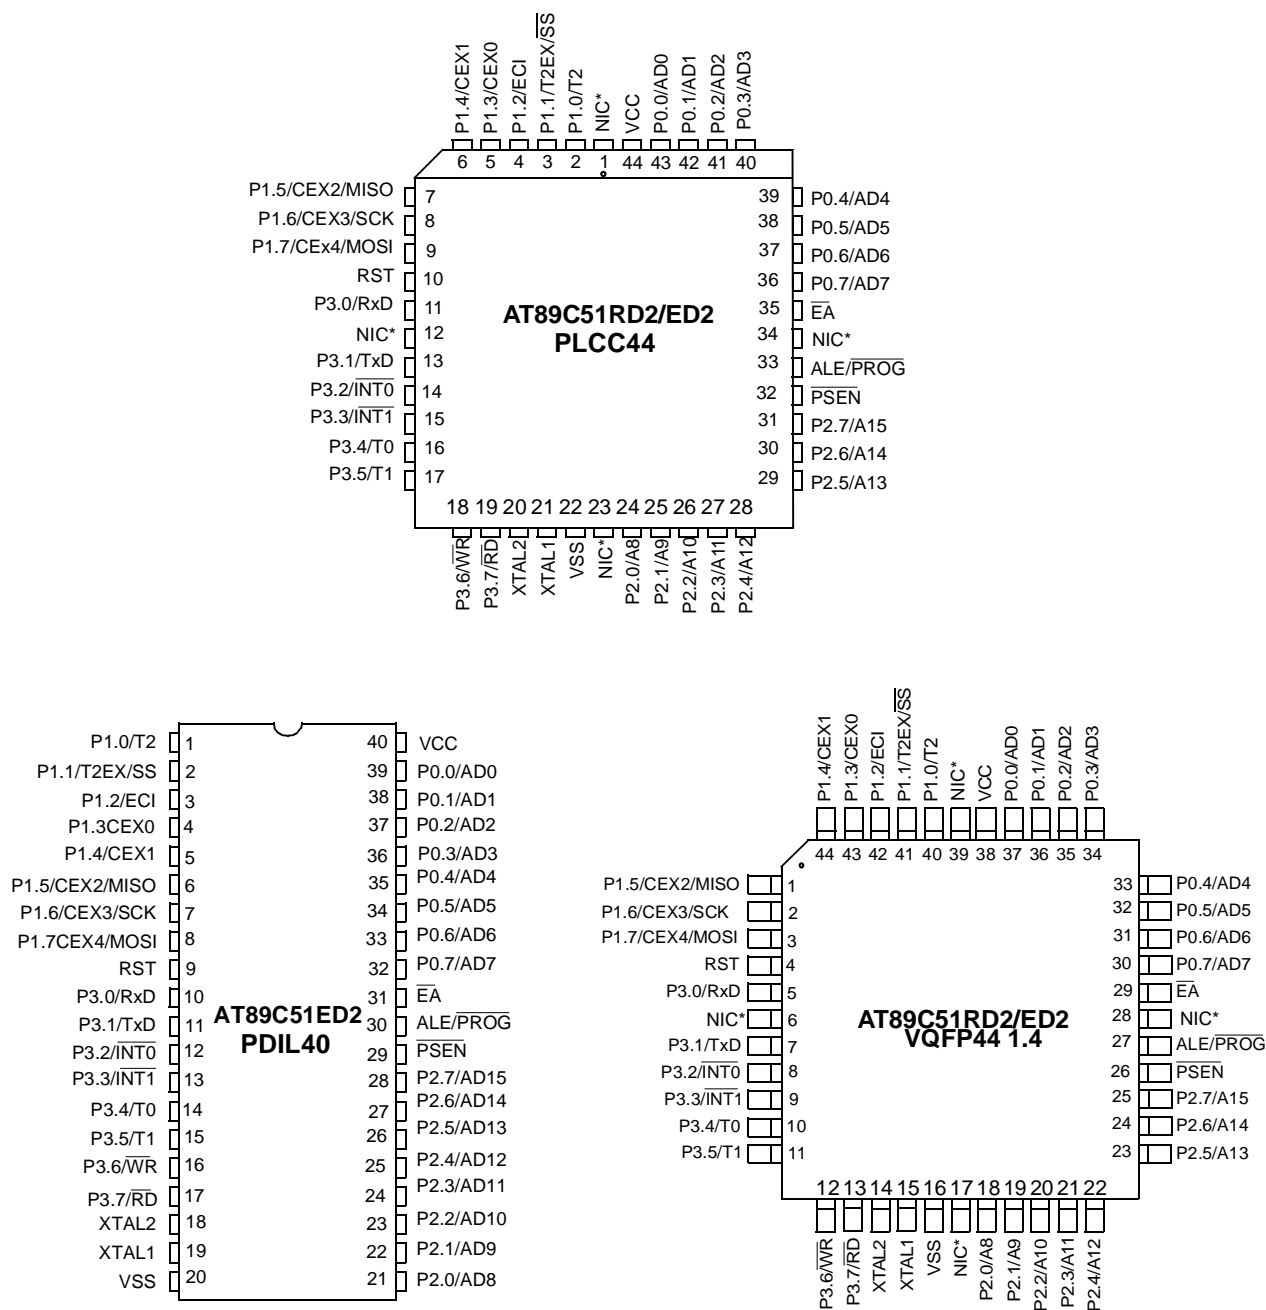 P1.4/CEX1
P1.3/CEX0
P1.2/ECI
P1.1/T2EX/SS
P1.0/T2
NIC*
VCC
P0.0/AD0
P0.1/AD1
P0.2/AD2
P0.3/AD3
6 5 4 3 2 1 44 43 42 41 40
P1.5/CEX2/MISO 7 39 P0.4/AD4
P1.6/CEX3/SCK 8 38 P0.5/AD5
P1.7/CEx4/MOSI 9 37 P0.6/AD6
RST 10 36 P0.7/AD7
P3.0/RxD 11 35 EA
NIC* 12 34 NIC*
P3.1/TxD 13 33 ALE/PROG
P3.2/INT0 14 32 PSEN
P3.3/INT1 15 31 P2.7/A15
P3.4/T0 16 30 P2.6/A14
P3.5/T1 17 29 P2.5/A13
AT89C51RD2/ED2
PLCC44
18 19 20 21 22 23 24 25 26 27 28
P3.6/WR
P3.7/RD
XTAL2
XTAL1
VSS
NIC*
P2.0/A8
P2.1/A9
P2.2/A10
P2.3/A11
P2.4/A12
P1.0/T2 1 40 VCC
P1.1/T2EX/SS 2 39 P0.0/AD0
P1.2/ECI 3 38 P0.1/AD1
P1.3CEX0 4 37 P0.2/AD2
P1.4/CEX1 5 36 P0.3/AD3
P1.5/CEX2/MISO 6 35 P0.4/AD4
P1.6/CEX3/SCK 7 34 P0.5/AD5
P1.7CEX4/MOSI 8 33 P0.6/AD6
RST 9 32 P0.7/AD7
P3.0/RxD 10 31 EA
P3.1/TxD 11 30 ALE/PROG
P3.2/INT0 12 29 PSEN
P3.3/INT1 13 28 P2.7/AD15
P3.4/T0 14 27 P2.6/AD14
P3.5/T1 15 26 P2.5/AD13
P3.6/WR 16 25 P2.4/AD12
P3.7/RD 17 24 P2.3/AD11
XTAL2 18 23 P2.2/AD10
XTAL1 19 22 P2.1/AD9
VSS 20 21 P2.0/AD8
AT89C51ED2
PDIL40
P1.4/CEX1
P1.3/CEX0
P1.2/ECI
P1.1/T2EX/SS
P1.0/T2
NIC*
VCC
P0.0/AD0
P0.1/AD1
P0.2/AD2
P0.3/AD3
44 43 42 41 40 39 38 37 36 35 34
P1.5/CEX2/MISO 1 33 P0.4/AD4
P1.6/CEX3/SCK 2 32 P0.5/AD5
P1.7/CEX4/MOSI 3 31 P0.6/AD6
RST 4 30 P0.7/AD7
P3.0/RxD 5 29 EA
NIC* 6 28 NIC*
P3.1/TxD 7 27 ALE/PROG
P3.2/INT0 8 26 PSEN
P3.3/INT1 9 25 P2.7/A15
P3.4/T0 10 24 P2.6/A14
P3.5/T1 11 23 P2.5/A13
AT89C51RD2/ED2
VQFP44 1.4
12 13 14 15 16 17 18 19 20 21 22
P3.6/WR
P3.7/RD
XTAL2
XTAL1
VSS
NIC*
P2.0/A8
P2.1/A9
P2.2/A10
P2.3/A11
P2.4/A12